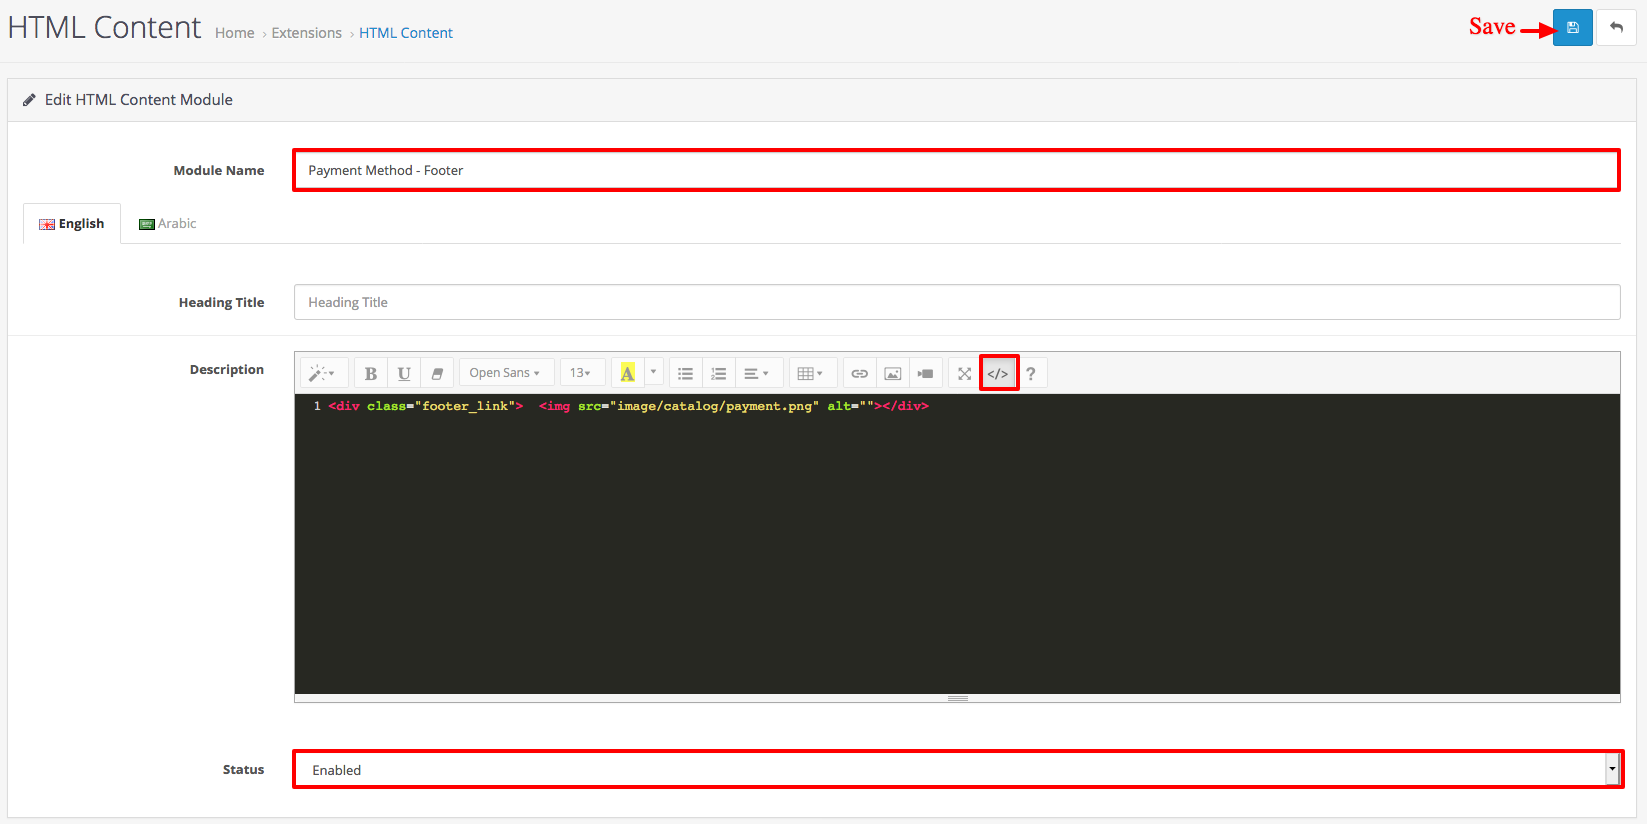 HTML Content Home › Extensions › HTML Content Save
Edit HTML Content Module
Module Name Payment Method - Footer
English Arabic
Heading Title Heading Title
Description B U Open Sans 13 A </> ?
1 <div class="footer_link">  <img src="image/catalog/payment.png" alt=""></div>
Status Enabled